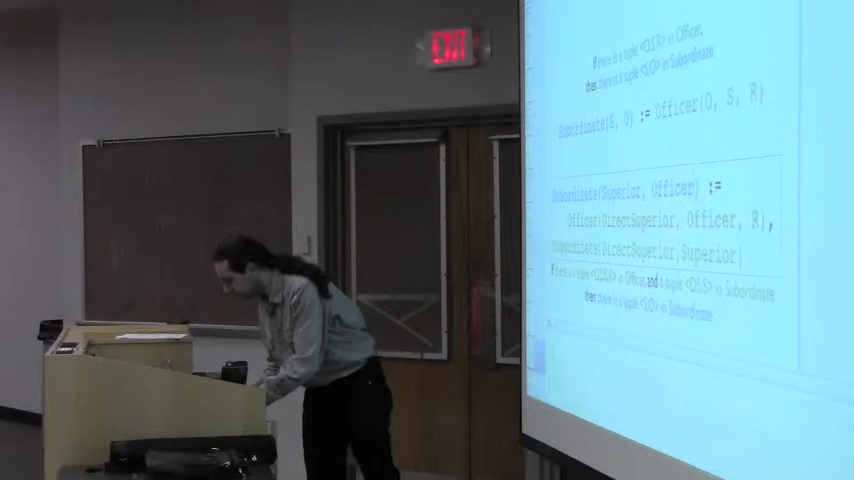 EXIT
If there is a tuple <O,S,R> in Officer,
then there is a tuple <S,O> in Subordinate
Subordinate(S, O) := Officer(O, S, R)
Subordinate(Superior, Officer) :=
Officer(DirectSuperior, Officer, R),
Subordinate(DirectSuperior,Superior)
If there is a tuple <DS,O,R> in Officer, and a tuple <DS,S> in Subordinate
then there is a tuple <S,O> in Subordinate